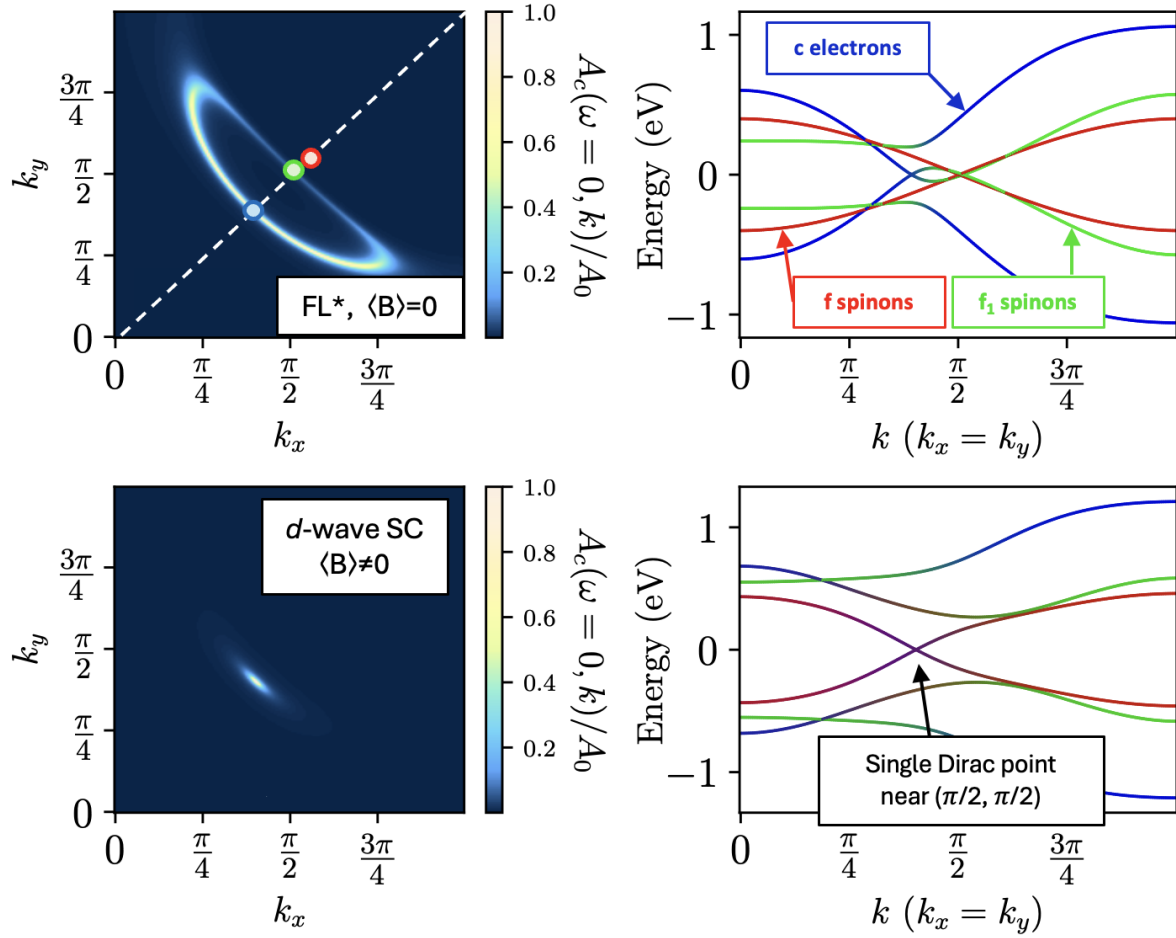 3π/4
π/2
π/4
0
k_y
0
π/4
π/2
3π/4
k_x
FL*, ⟨B⟩=0
1.0
0.8
0.6
0.4
0.2
A_c(ω = 0, k)/A_0
1
0
−1
Energy (eV)
c electrons
f spinons
f₁ spinons
0
π/4
π/2
3π/4
k (k_x = k_y)
3π/4
π/2
π/4
0
k_y
0
π/4
π/2
3π/4
k_x
d-wave SC
⟨B⟩≠0
1.0
0.8
0.6
0.4
0.2
A_c(ω = 0, k)/A_0
1
0
−1
Energy (eV)
Single Dirac point
near (π/2, π/2)
0
π/4
π/2
3π/4
k (k_x = k_y)